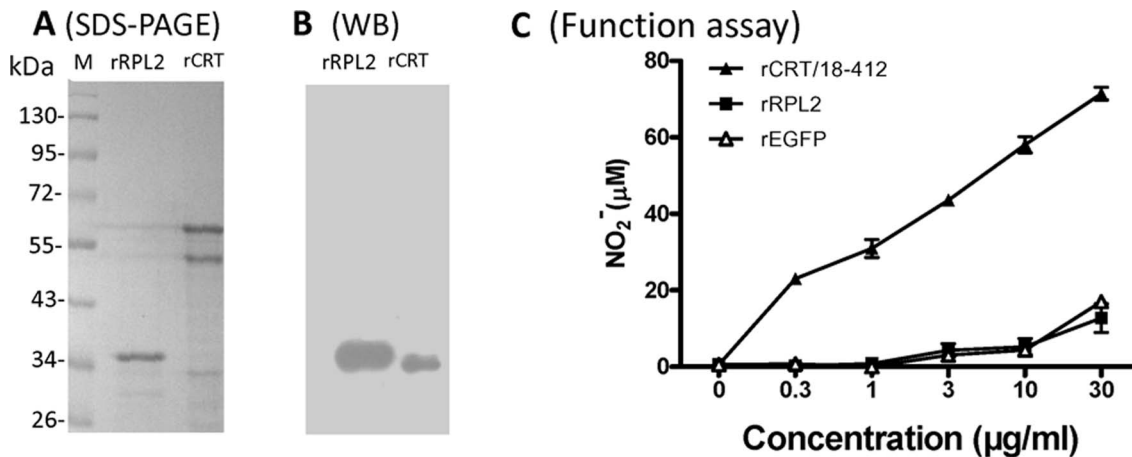 A (SDS-PAGE)
kDa M rRPL2 rCRT
130-
95-
72-
55-
43-
34-
26-
B (WB)
rRPL2 rCRT
C (Function assay)
rCRT/18-412
rRPL2
rEGFP
NO₂⁻ (μM)
80
60
40
20
0
0 0.3 1 3 10 30
Concentration (μg/ml)